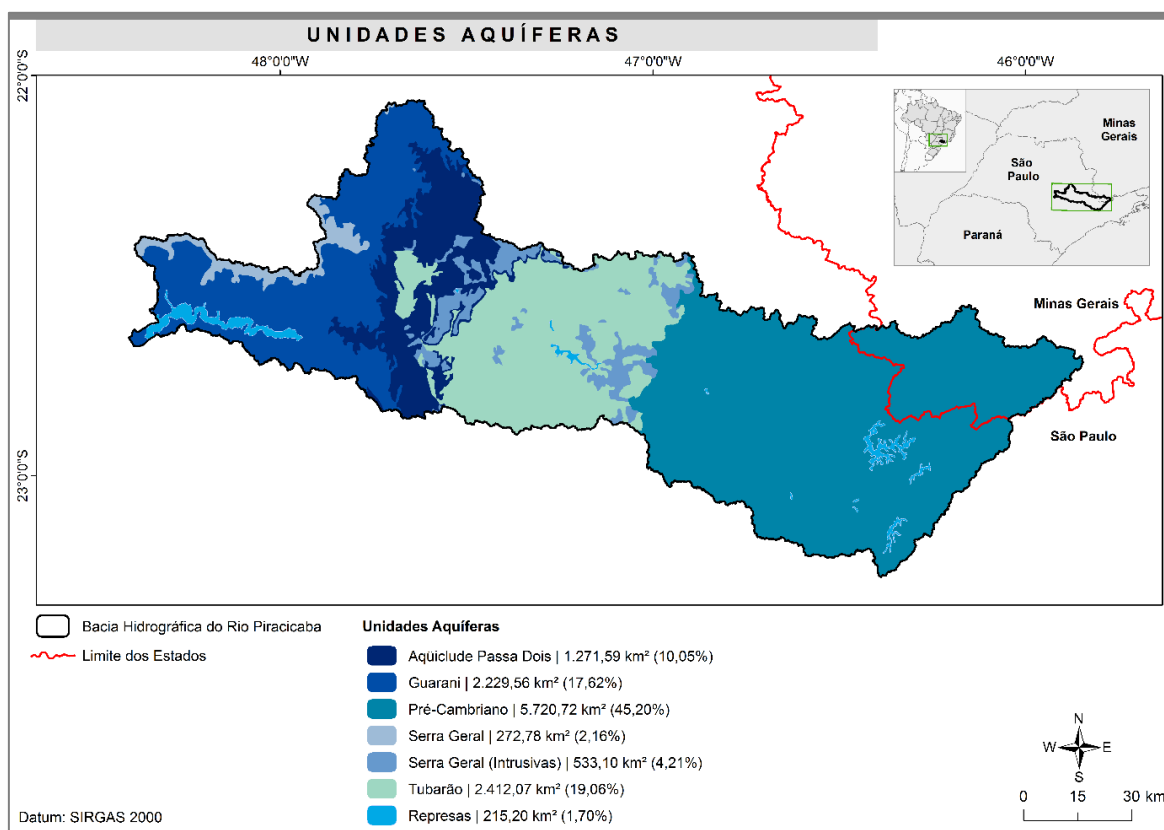 UNIDADES AQUÍFERAS
48°0'0"W
47°0'0"W
46°0'0"W
22°0'0"S
23°0'0"S
Minas
Gerais
São
Paulo
Paraná
Minas Gerais
São Paulo
Bacia Hidrográfica do Rio Piracicaba
Limite dos Estados
Unidades Aquíferas
Aqüiclude Passa Dois | 1.271,59 km² (10,05%)
Guarani | 2.229,56 km² (17,62%)
Pré-Cambriano | 5.720,72 km² (45,20%)
Serra Geral | 272,78 km² (2,16%)
Serra Geral (Intrusivas) | 533,10 km² (4,21%)
Tubarão | 2.412,07 km² (19,06%)
Represas | 215,20 km² (1,70%)
N
W E
S
0 15 30 km
Datum: SIRGAS 2000